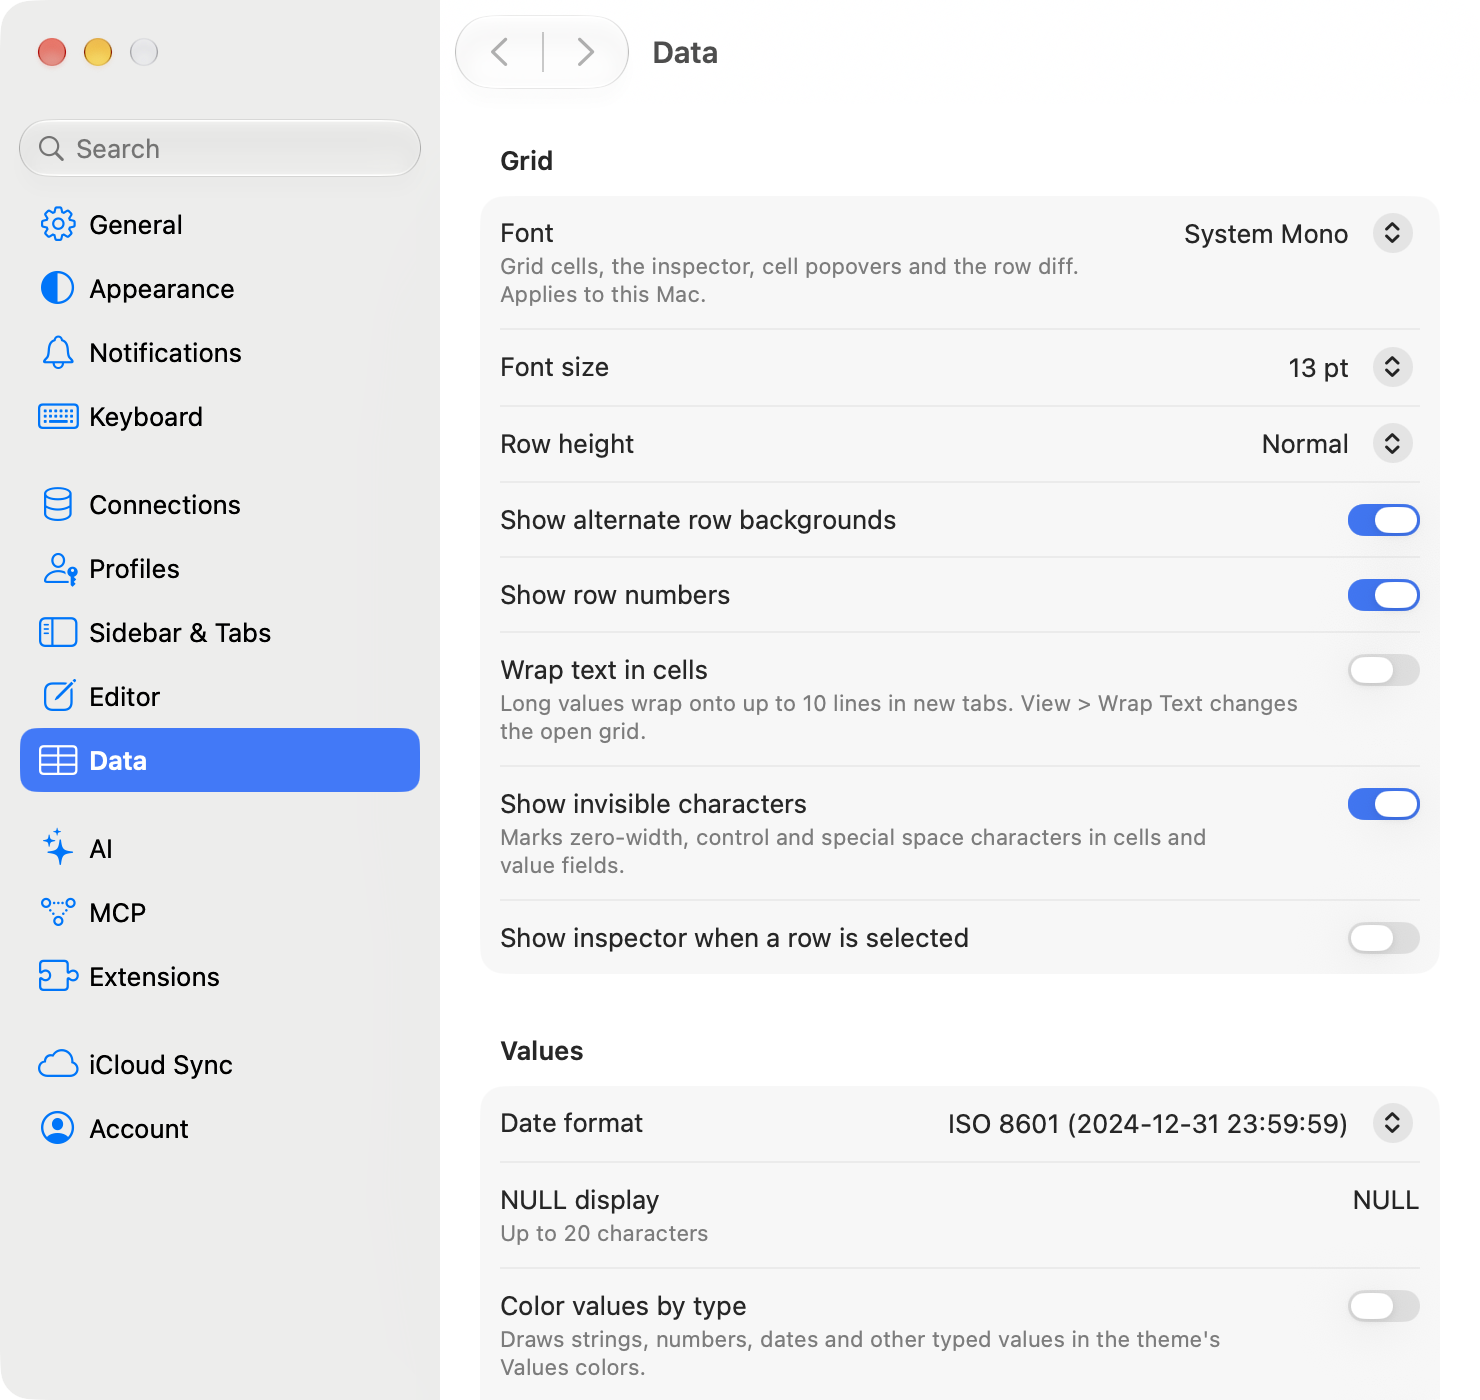 Data
Search
General
Appearance
Notifications
Keyboard
Connections
Profiles
Sidebar & Tabs
Editor
Data
AI
MCP
Extensions
iCloud Sync
Account
Grid
Font
System Mono
Grid cells, the inspector, cell popovers and the row diff.
Applies to this Mac.
Font size
13 pt
Row height
Normal
Show alternate row backgrounds
Show row numbers
Wrap text in cells
Long values wrap onto up to 10 lines in new tabs. View > Wrap Text changes
the open grid.
Show invisible characters
Marks zero-width, control and special space characters in cells and
value fields.
Show inspector when a row is selected
Values
Date format
ISO 8601 (2024-12-31 23:59:59)
NULL display
NULL
Up to 20 characters
Color values by type
Draws strings, numbers, dates and other typed values in the theme's
Values colors.